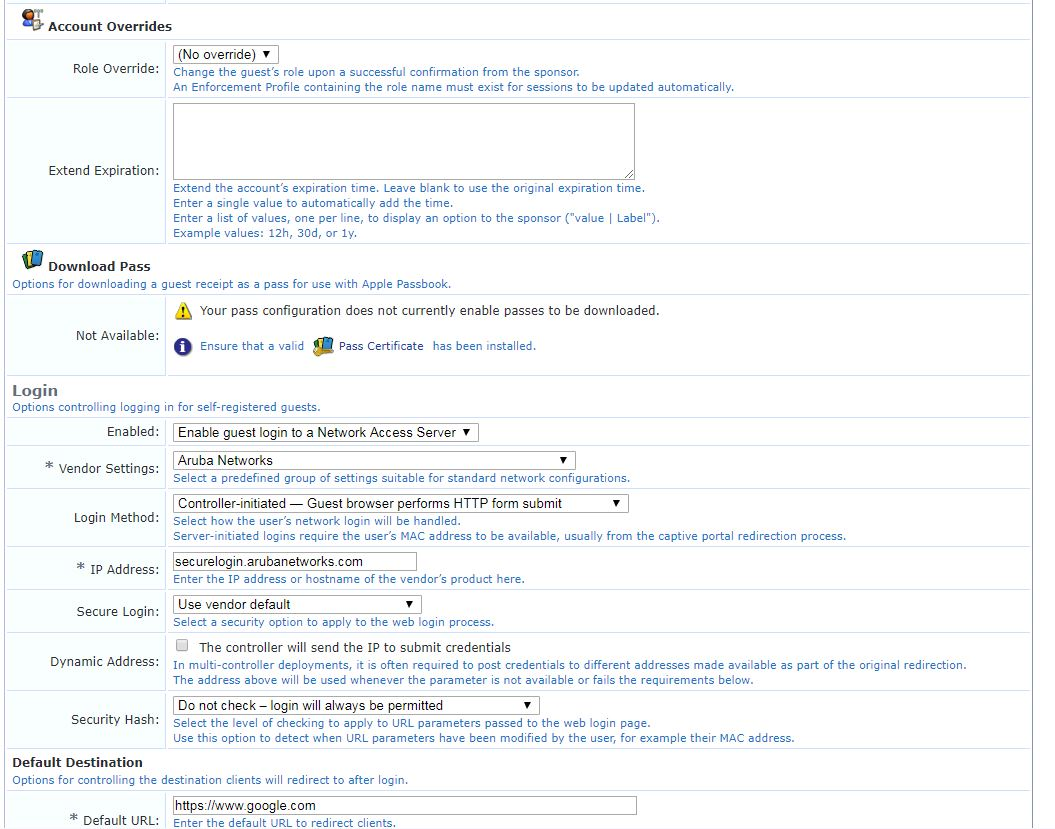 Account Overrides
Role Override:
(No override)
Change the guest's role upon a successful confirmation from the sponsor.
An Enforcement Profile containing the role name must exist for sessions to be updated automatically.
Extend Expiration:
Extend the account's expiration time. Leave blank to use the original expiration time.
Enter a single value to automatically add the time.
Enter a list of values, one per line, to display an option to the sponsor ("value | Label").
Example values: 12h, 30d, or 1y.
Download Pass
Options for downloading a guest receipt as a pass for use with Apple Passbook.
Not Available:
Your pass configuration does not currently enable passes to be downloaded.
Ensure that a valid Pass Certificate has been installed.
Login
Options controlling logging in for self-registered guests.
Enabled:
Enable guest login to a Network Access Server
* Vendor Settings:
Aruba Networks
Select a predefined group of settings suitable for standard network configurations.
Login Method:
Controller-initiated — Guest browser performs HTTP form submit
Select how the user's network login will be handled.
Server-initiated logins require the user's MAC address to be available, usually from the captive portal redirection process.
* IP Address:
securelogin.arubanetworks.com
Enter the IP address or hostname of the vendor's product here.
Secure Login:
Use vendor default
Select a security option to apply to the web login process.
Dynamic Address:
The controller will send the IP to submit credentials
In multi-controller deployments, it is often required to post credentials to different addresses made available as part of the original redirection.
The address above will be used whenever the parameter is not available or fails the requirements below.
Security Hash:
Do not check – login will always be permitted
Select the level of checking to apply to URL parameters passed to the web login page.
Use this option to detect when URL parameters have been modified by the user, for example their MAC address.
Default Destination
Options for controlling the destination clients will redirect to after login.
* Default URL:
https://www.google.com
Enter the default URL to redirect clients.